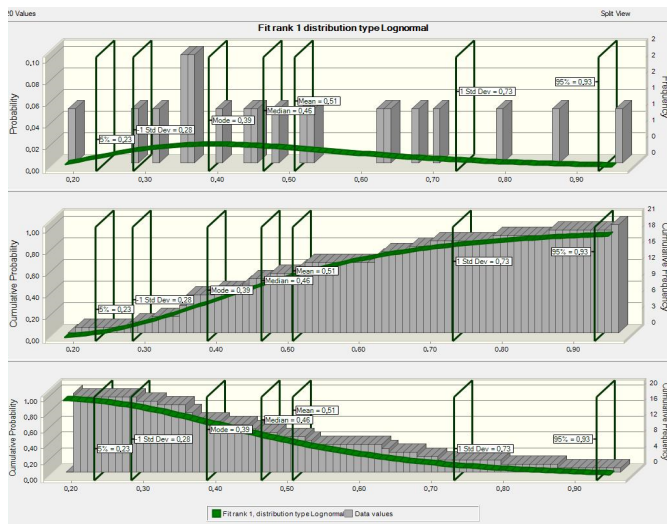 20 Values
Split View
Fit rank 1 distribution type Lognormal
Probability
0,10
0,08
0,06
0,04
0,02
0,00
5% = 0,23
-1 Std Dev = 0,28
Mode = 0,39
Median = 0,46
Mean = 0,51
1 Std Dev = 0,73
95% = 0,93
2
2
2
1
1
1
0
0
Frequency
0,20 0,30 0,40 0,50 0,60 0,70 0,80 0,90
Cumulative Probability
1,00
0,80
0,60
0,40
0,20
0,00
5% = 0,23
-1 Std Dev = 0,28
Mode = 0,39
Median = 0,46
Mean = 0,51
1 Std Dev = 0,73
95% = 0,93
21
18
16
12
9
6
3
0
Cumulative Frequency
0,20 0,30 0,40 0,50 0,60 0,70 0,80 0,90
Cumulative Probability
1,00
0,80
0,60
0,40
0,20
0,00
5% = 0,23
-1 Std Dev = 0,28
Mode = 0,39
Median = 0,46
Mean = 0,51
1 Std Dev = 0,73
95% = 0,93
20
16
12
8
4
0
Cumulative Frequency
0,20 0,30 0,40 0,50 0,60 0,70 0,80 0,90
Fit rank 1, distribution type Lognormal Data values